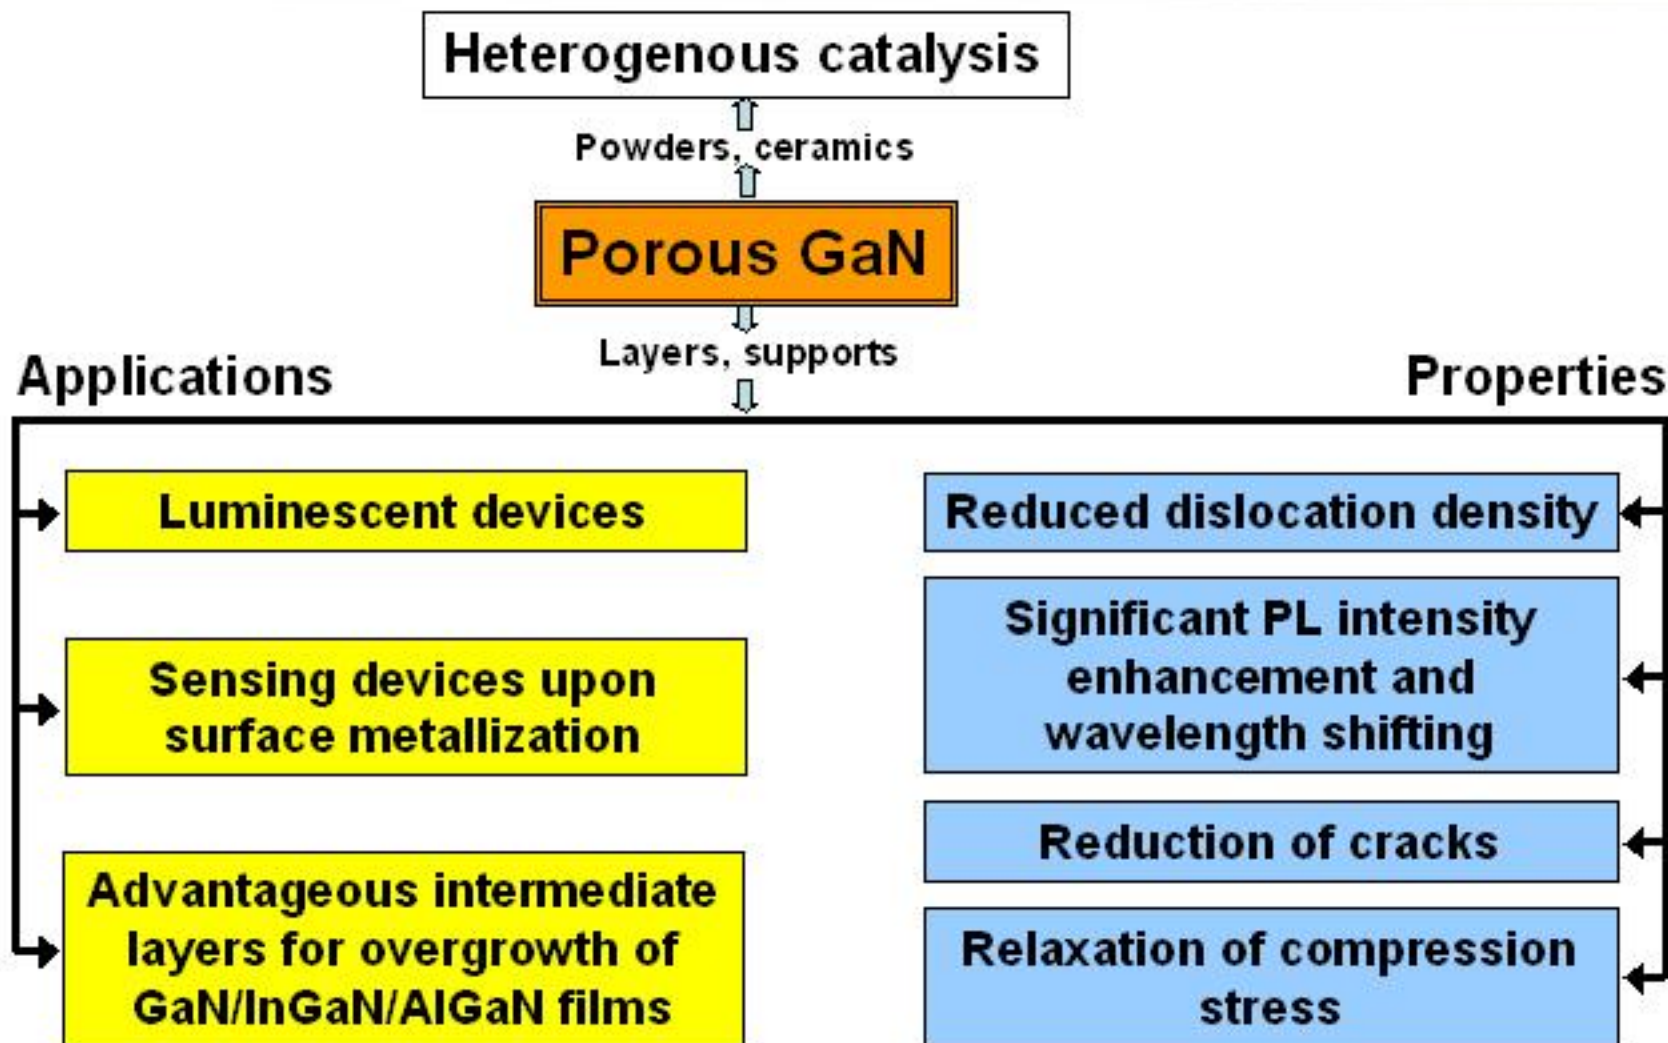 Heterogenous catalysis
Powders, ceramics
Porous GaN
Layers, supports
Applications
Properties
Luminescent devices
Sensing devices upon
surface metallization
Advantageous intermediate
layers for overgrowth of
GaN/InGaN/AlGaN films
Reduced dislocation density
Significant PL intensity
enhancement and
wavelength shifting
Reduction of cracks
Relaxation of compression
stress